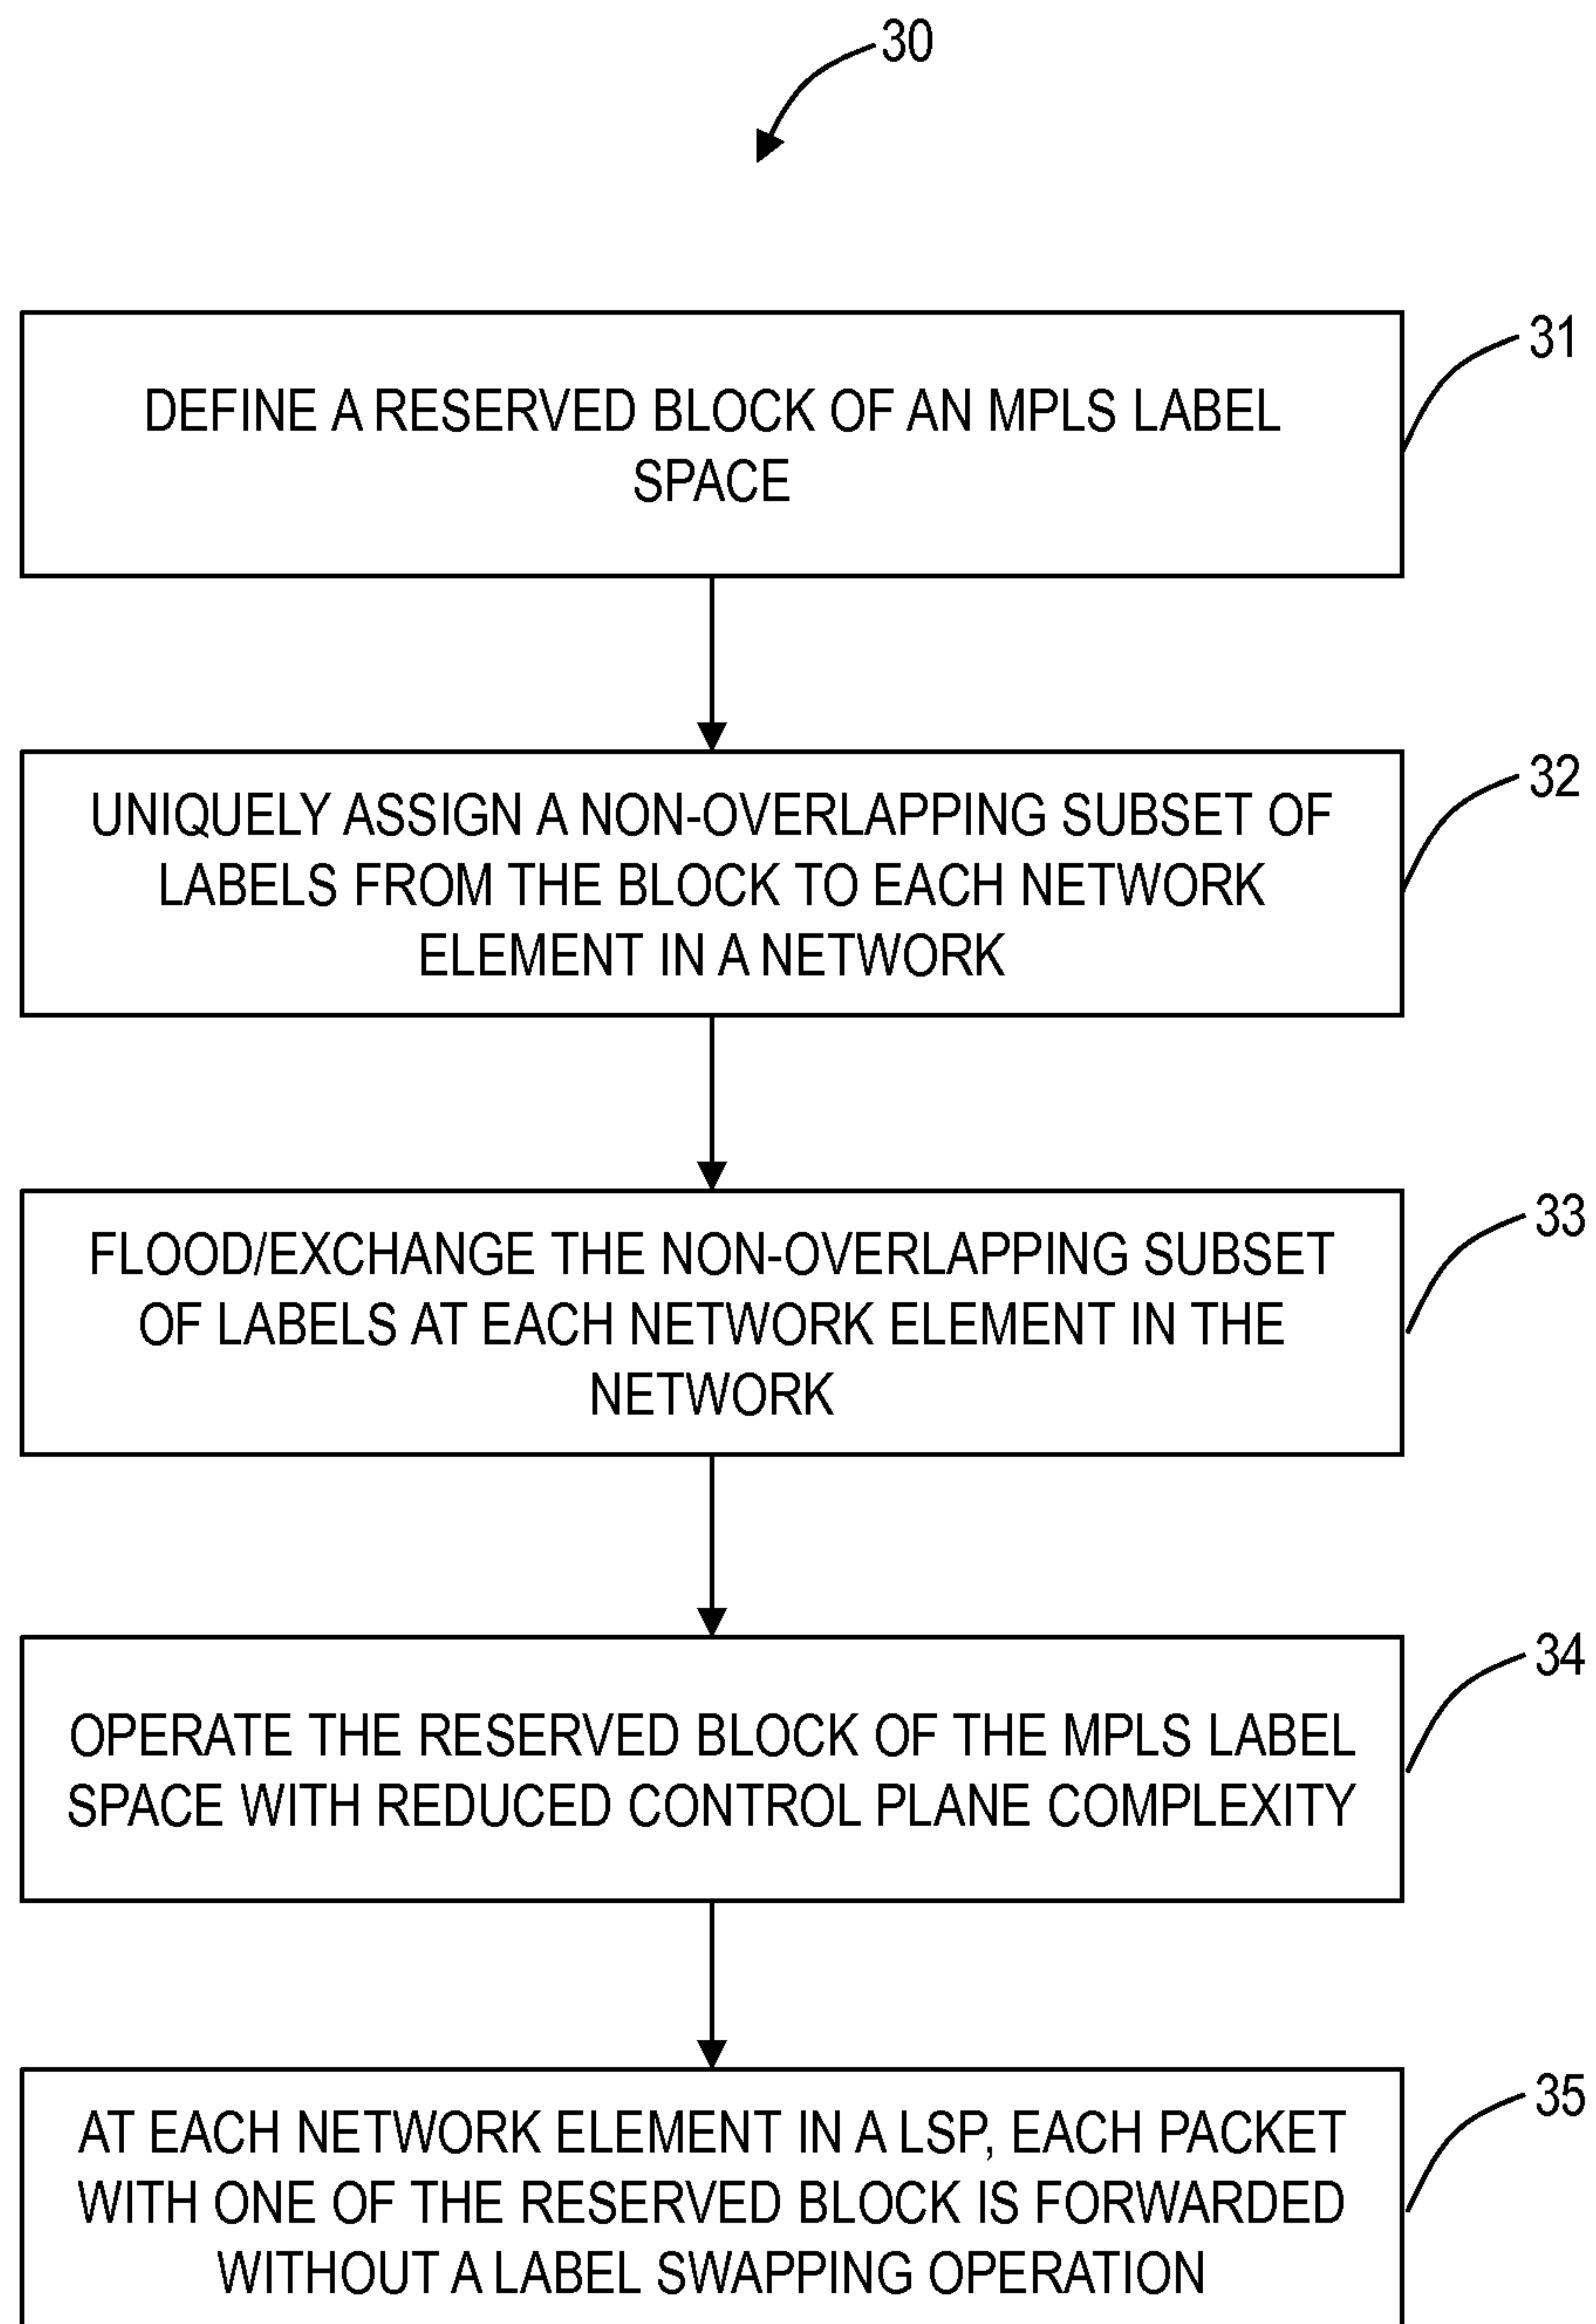 30
31
DEFINE A RESERVED BLOCK OF AN MPLS LABEL
SPACE
32
UNIQUELY ASSIGN A NON-OVERLAPPING SUBSET OF
LABELS FROM THE BLOCK TO EACH NETWORK
ELEMENT IN A NETWORK
33
FLOOD/EXCHANGE THE NON-OVERLAPPING SUBSET
OF LABELS AT EACH NETWORK ELEMENT IN THE
NETWORK
34
OPERATE THE RESERVED BLOCK OF THE MPLS LABEL
SPACE WITH REDUCED CONTROL PLANE COMPLEXITY
35
AT EACH NETWORK ELEMENT IN A LSP, EACH PACKET
WITH ONE OF THE RESERVED BLOCK IS FORWARDED
WITHOUT A LABEL SWAPPING OPERATION